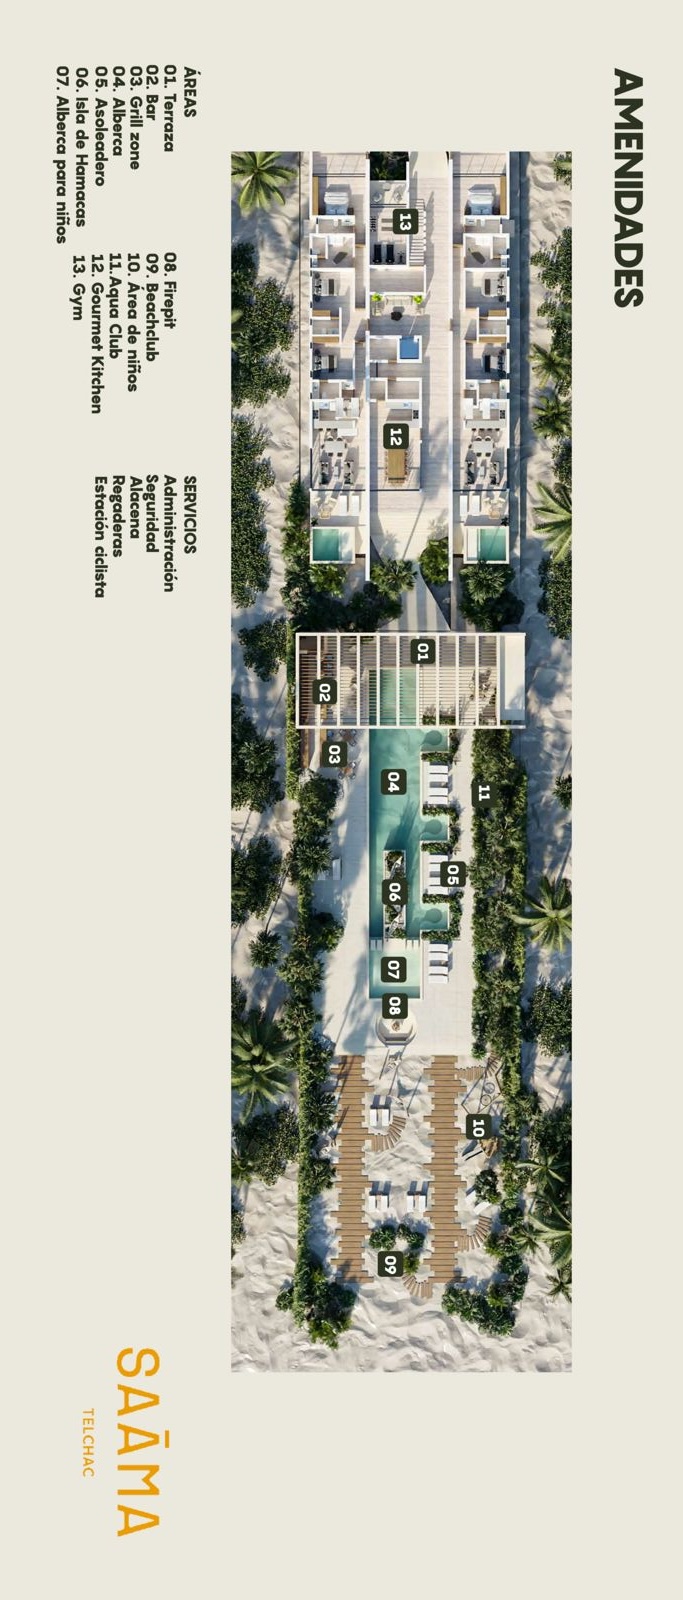 AMENIDADES
13
12
01
02
03
04
11
05
06
07
08
10
09
ÁREAS
01. Terraza
02. Bar
03. Grill zone
04. Alberca
05. Asoleadero
06. Isla de Hamacas
07. Alberca para niños
08. Firepit
09. Beachclub
10. Área de niños
11.Aqua Club
12. Gourmet Kitchen
13. Gym
SERVICIOS
Administración
Seguridad
Alacena
Regaderas
Estación ciclista
SAĀMA
TELCHAC